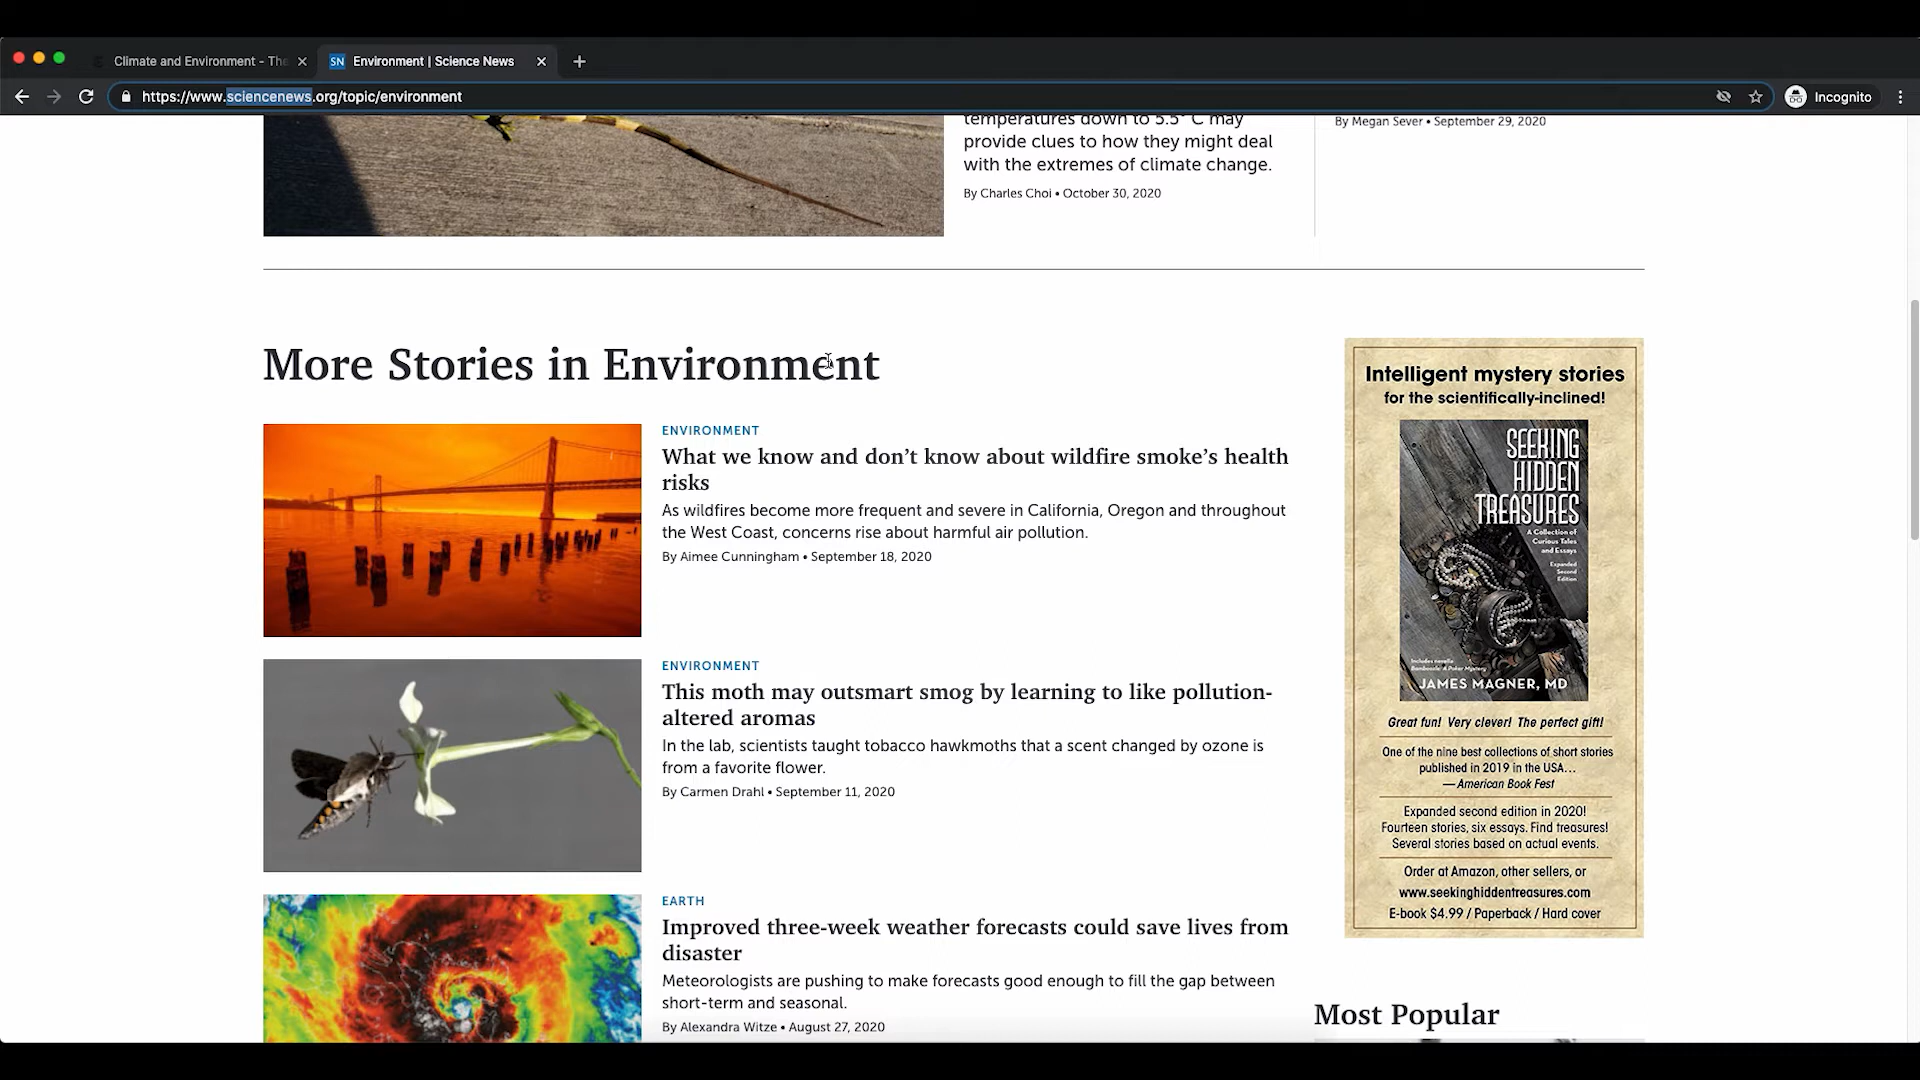 Climate and Environment - The
SN Environment | Science News
https://www.sciencenews.org/topic/environment
Incognito
temperatures down to 5.5° C may
provide clues to how they might deal
with the extremes of climate change.
By Charles Choi • October 30, 2020
By Megan Sever • September 29, 2020
More Stories in Environment
ENVIRONMENT
What we know and don’t know about wildfire smoke’s health
risks
As wildfires become more frequent and severe in California, Oregon and throughout
the West Coast, concerns rise about harmful air pollution.
By Aimee Cunningham • September 18, 2020
ENVIRONMENT
This moth may outsmart smog by learning to like pollution-
altered aromas
In the lab, scientists taught tobacco hawkmoths that a scent changed by ozone is
from a favorite flower.
By Carmen Drahl • September 11, 2020
EARTH
Improved three-week weather forecasts could save lives from
disaster
Meteorologists are pushing to make forecasts good enough to fill the gap between
short-term and seasonal.
By Alexandra Witze • August 27, 2020
Intelligent mystery stories
for the scientifically-inclined!
SEEKING
HIDDEN
TREASURES
A Collection of
Curious Tales
and Essays
Expanded
Second
Edition
Includes novella
JAMES MAGNER, MD
Great fun! Very clever! The perfect gift!
One of the nine best collections of short stories
published in 2019 in the USA...
—American Book Fest
Expanded second edition in 2020!
Fourteen stories, six essays. Find treasures!
Several stories based on actual events.
Order at Amazon, other sellers, or
www.seekinghiddentreasures.com
E-book $4.99 / Paperback / Hard cover
Most Popular